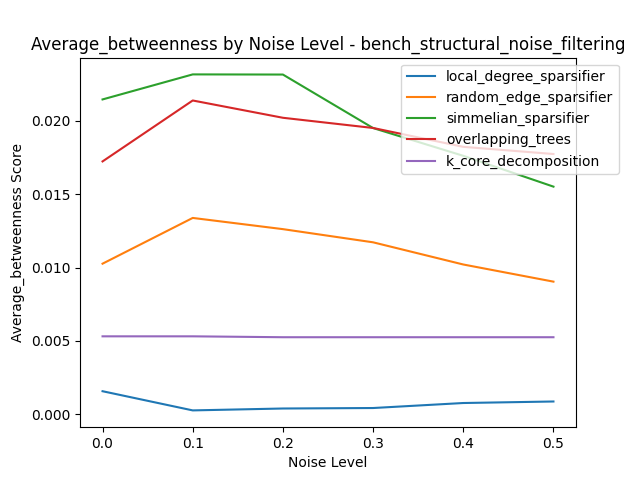 Average_betweenness by Noise Level - bench_structural_noise_filtering
local_degree_sparsifier
random_edge_sparsifier
simmelian_sparsifier
overlapping_trees
k_core_decomposition
Average_betweenness Score
0.020
0.015
0.010
0.005
0.000
0.0 0.1 0.2 0.3 0.4 0.5
Noise Level